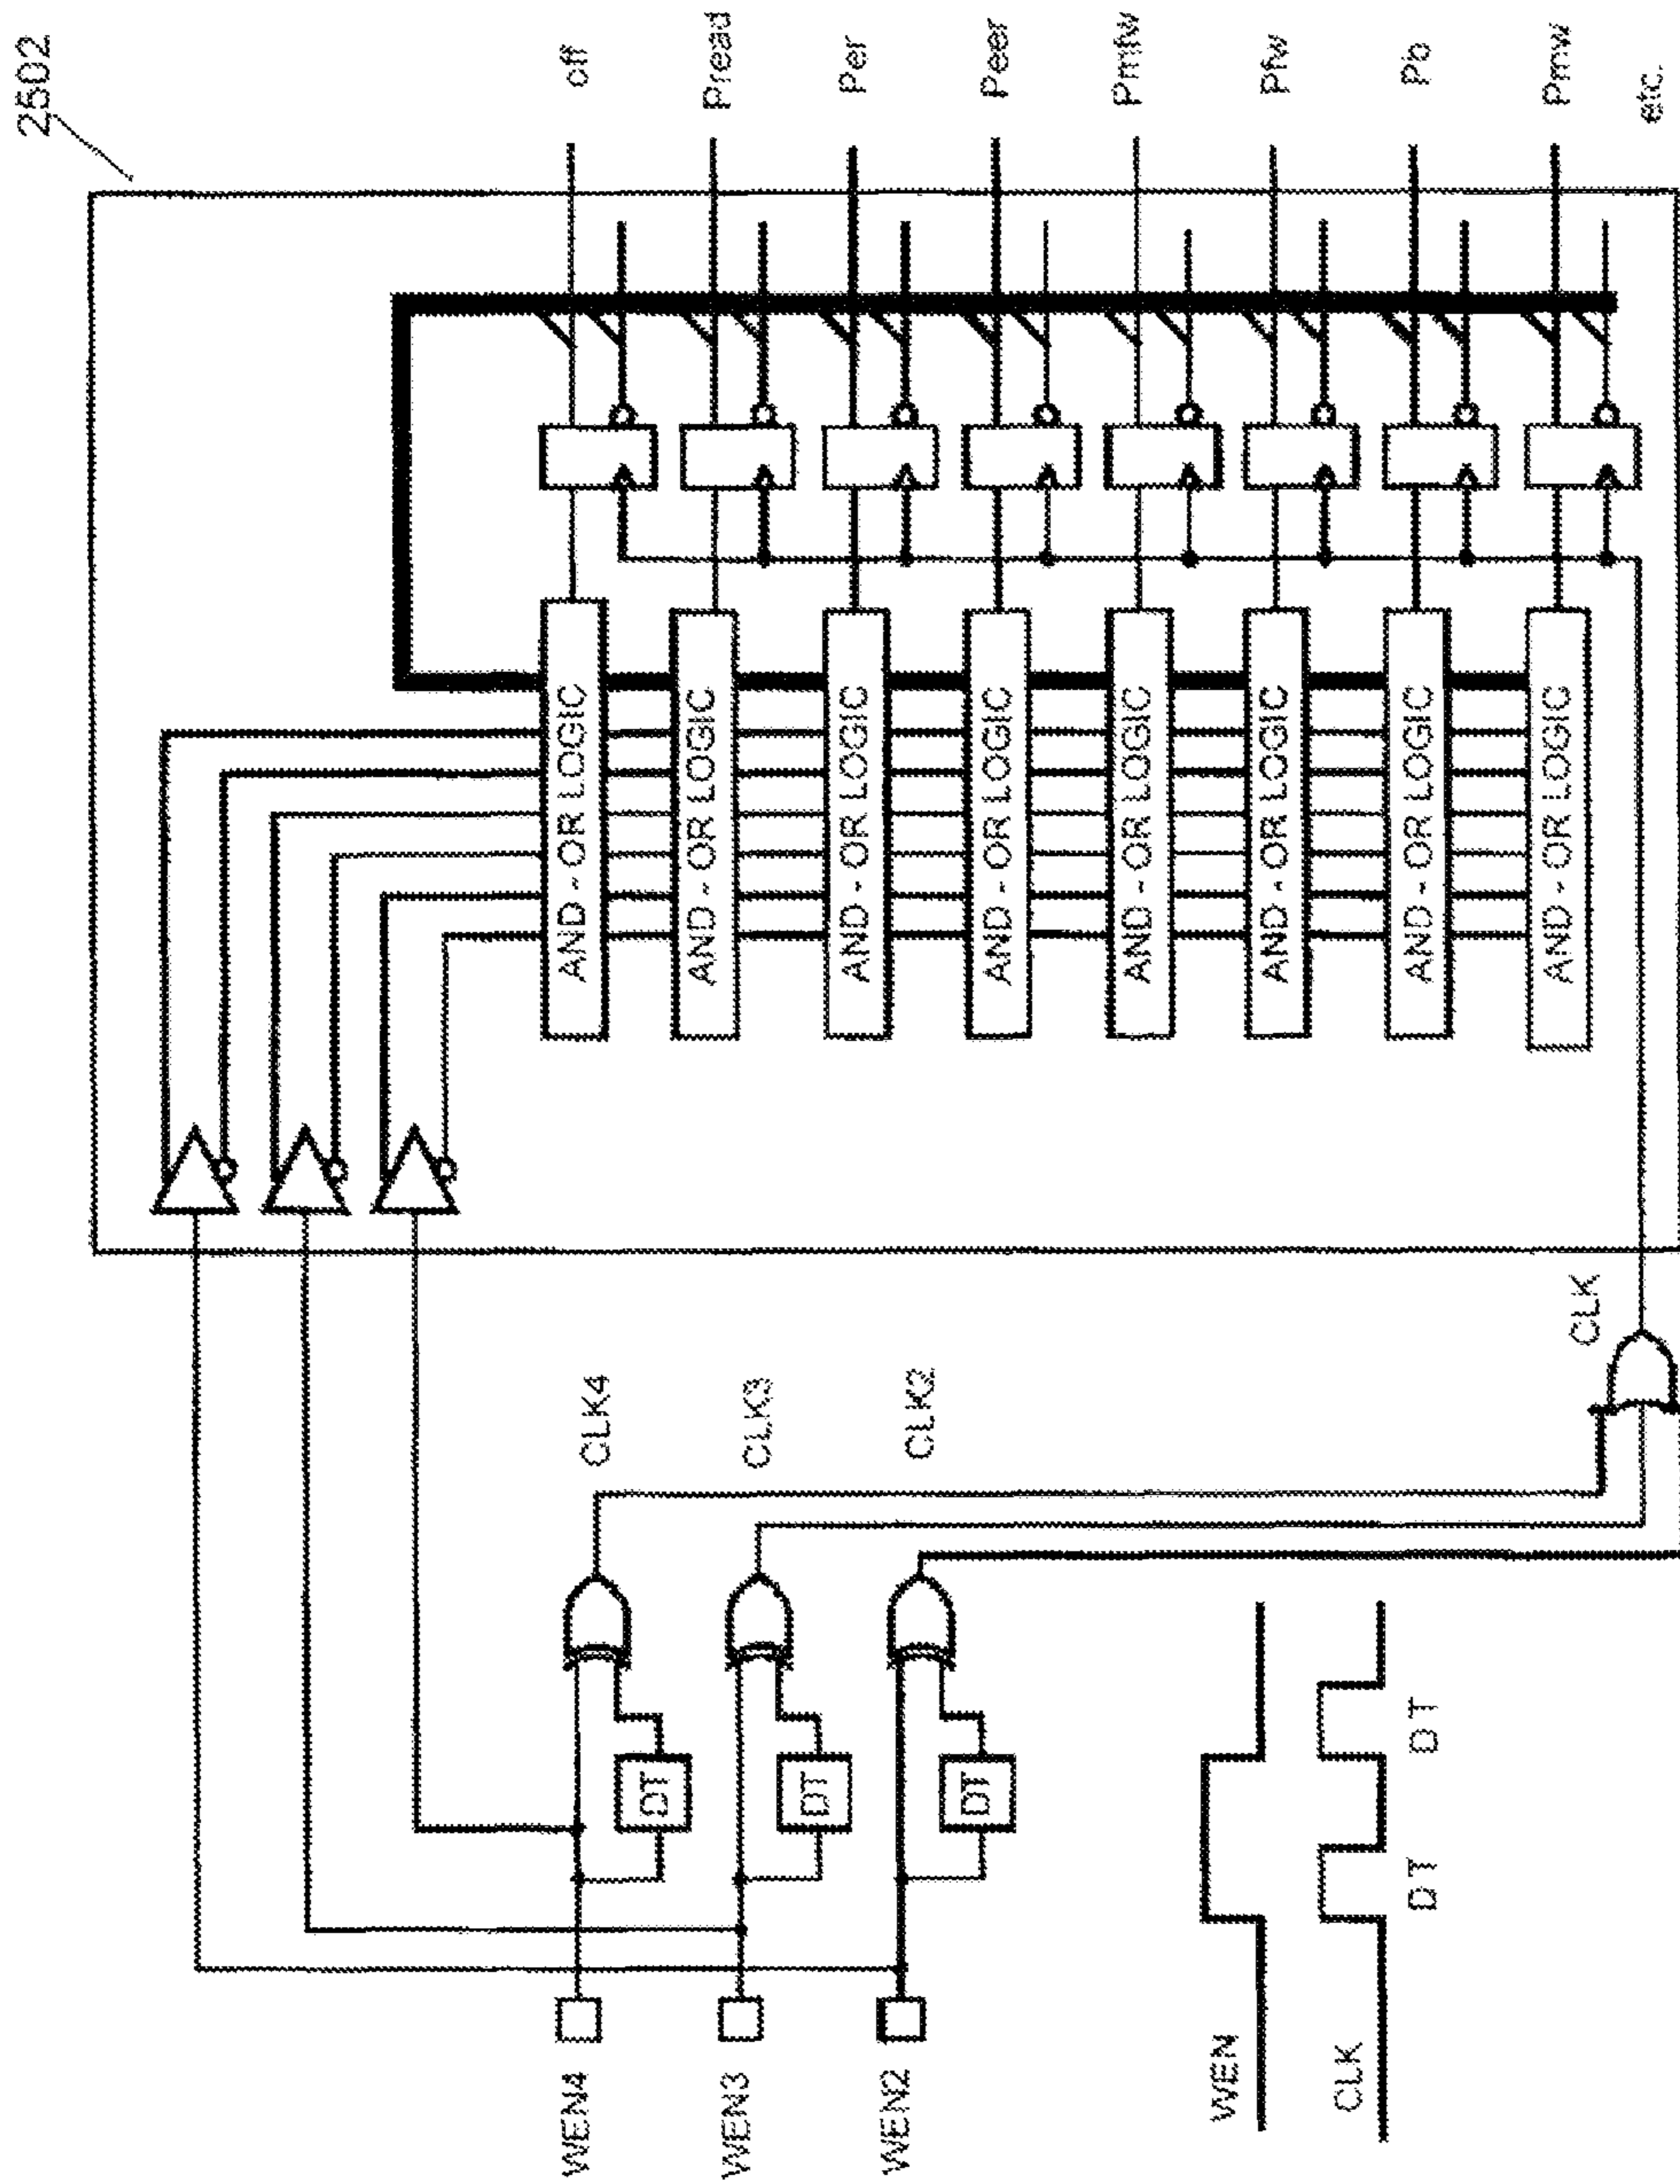 2502
off
Pread
Per
Peer
Pmfw
Pfw
Pb
Pmw
etc.
AND - OR LOGIC
AND - OR LOGIC
AND - OR LOGIC
AND - OR LOGIC
AND - OR LOGIC
AND - OR LOGIC
AND - OR LOGIC
AND - OR LOGIC
CLK4
CLK3
CLK2
CLK
DT
DT
DT
WEN4
WEN3
WEN2
WEN
CLK
DT
DT